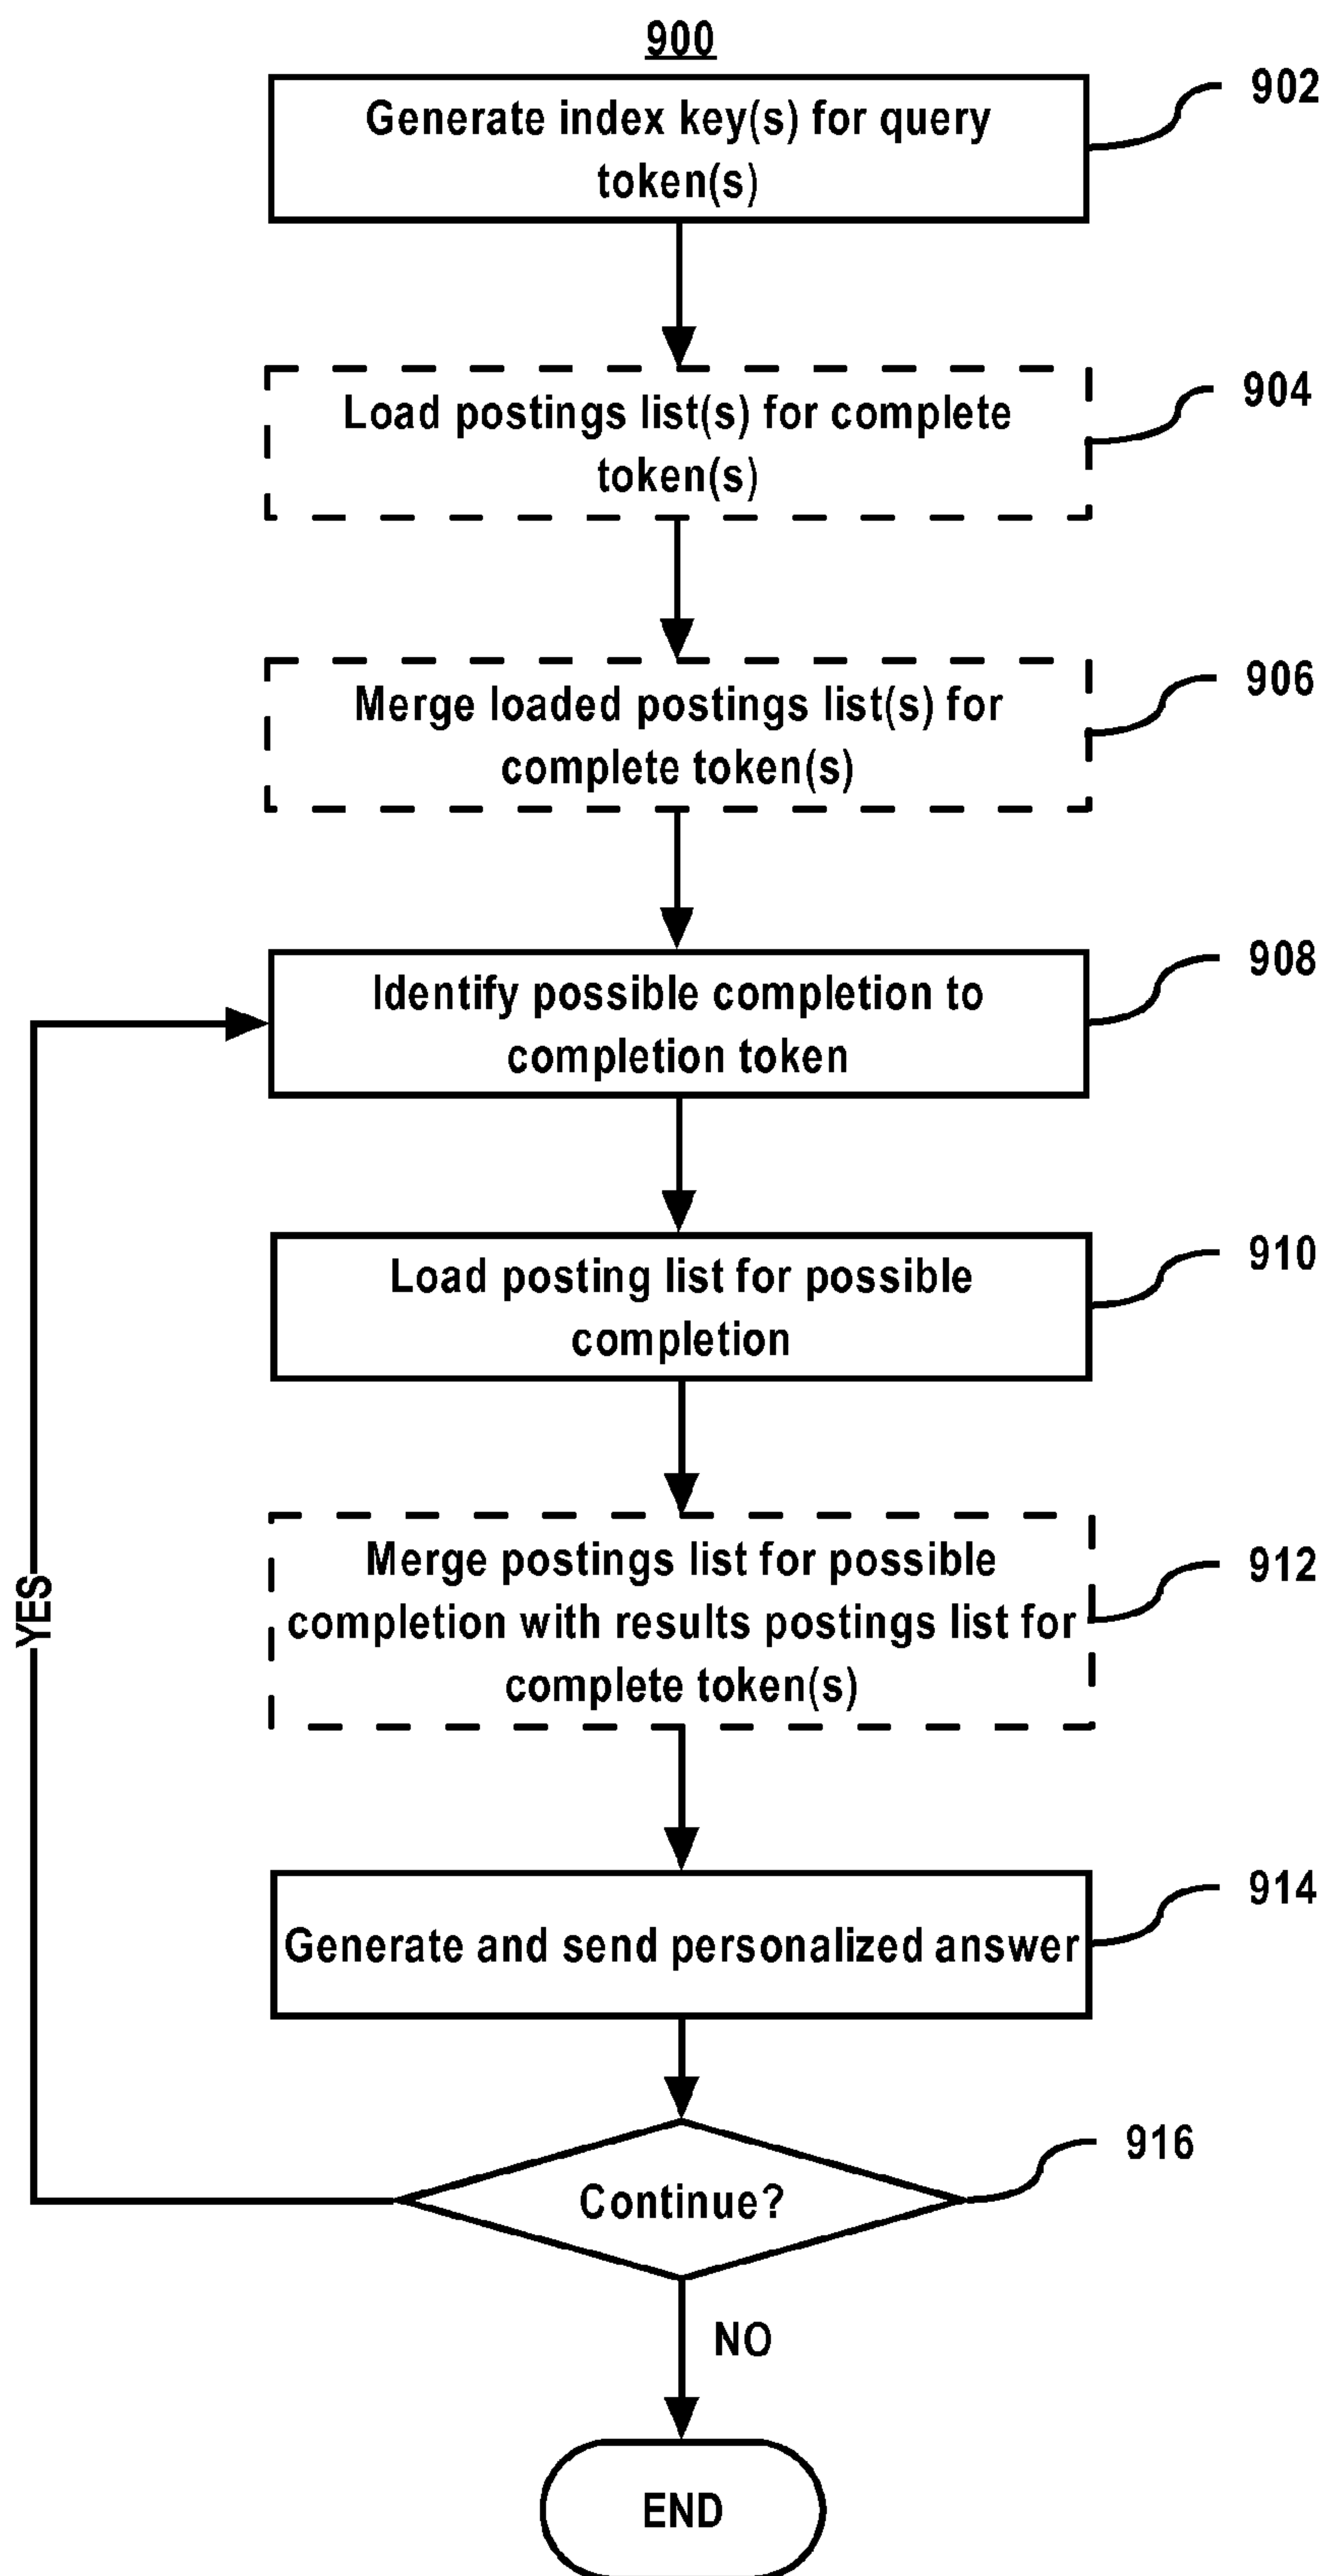 900
902
Generate index key(s) for query
token(s)
904
Load postings list(s) for complete
token(s)
906
Merge loaded postings list(s) for
complete token(s)
908
Identify possible completion to
completion token
910
Load posting list for possible
completion
912
Merge postings list for possible
completion with results postings list for
complete token(s)
YES
914
Generate and send personalized answer
916
Continue?
NO
END